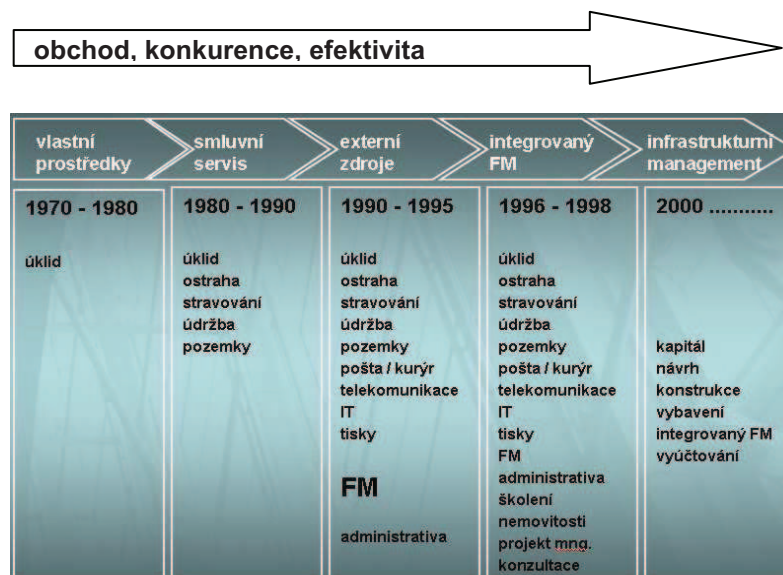 obchod, konkurence, efektivita
vlastní
prostředky
smluvní
servis
externí
zdroje
integrovaný
FM
infrastrukturní
management
1970 - 1980
úklid
1980 - 1990
úklid
ostraha
stravování
údržba
pozemky
1990 - 1995
úklid
ostraha
stravování
údržba
pozemky
pošta / kurýr
telekomunikace
IT
tisky
FM
administrativa
1996 - 1998
úklid
ostraha
stravování
údržba
pozemky
pošta / kurýr
telekomunikace
IT
tisky
FM
administrativa
školení
nemovitosti
projekt mng.
konzultace
2000 ...........
kapitál
návrh
konstrukce
vybavení
integrovaný FM
vyúčtování